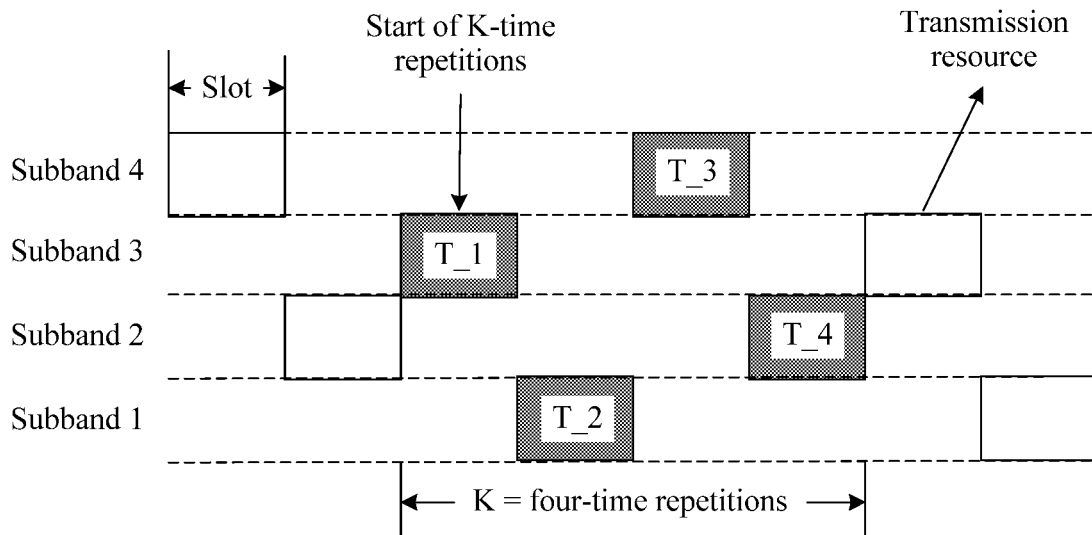 Start of K-time
repetitions
Transmission
resource
Slot
Subband 4
T_3
Subband 3
T_1
Subband 2
T_4
Subband 1
T_2
K = four-time repetitions